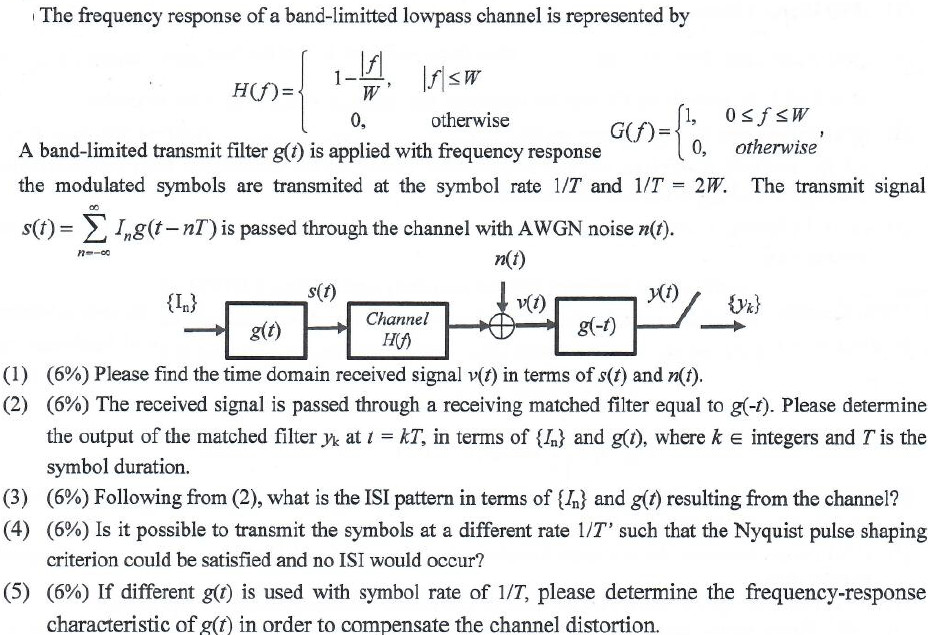 The frequency response of a band-limitted lowpass channel is represented by
H(f) = { 1 - |f|/W, |f| ≤ W
0, otherwise
G(f) = { 1, 0 ≤ f ≤ W
0, otherwise ,
A band-limited transmit filter g(t) is applied with frequency response
the modulated symbols are transmited at the symbol rate 1/T and 1/T = 2W. The transmit signal
s(t) = ∑_{n=-∞}^{∞} I_n g(t - nT) is passed through the channel with AWGN noise n(t).
n(t)
{I_n} s(t) v(t) y(t) {y_k}
g(t) Channel H(f) g(-t)
(1) (6%) Please find the time domain received signal v(t) in terms of s(t) and n(t).
(2) (6%) The received signal is passed through a receiving matched filter equal to g(-t). Please determine
the output of the matched filter y_k at t = kT, in terms of {I_n} and g(t), where k ∈ integers and T is the
symbol duration.
(3) (6%) Following from (2), what is the ISI pattern in terms of {I_n} and g(t) resulting from the channel?
(4) (6%) Is it possible to transmit the symbols at a different rate 1/T' such that the Nyquist pulse shaping
criterion could be satisfied and no ISI would occur?
(5) (6%) If different g(t) is used with symbol rate of 1/T, please determine the frequency-response
characteristic of g(t) in order to compensate the channel distortion.